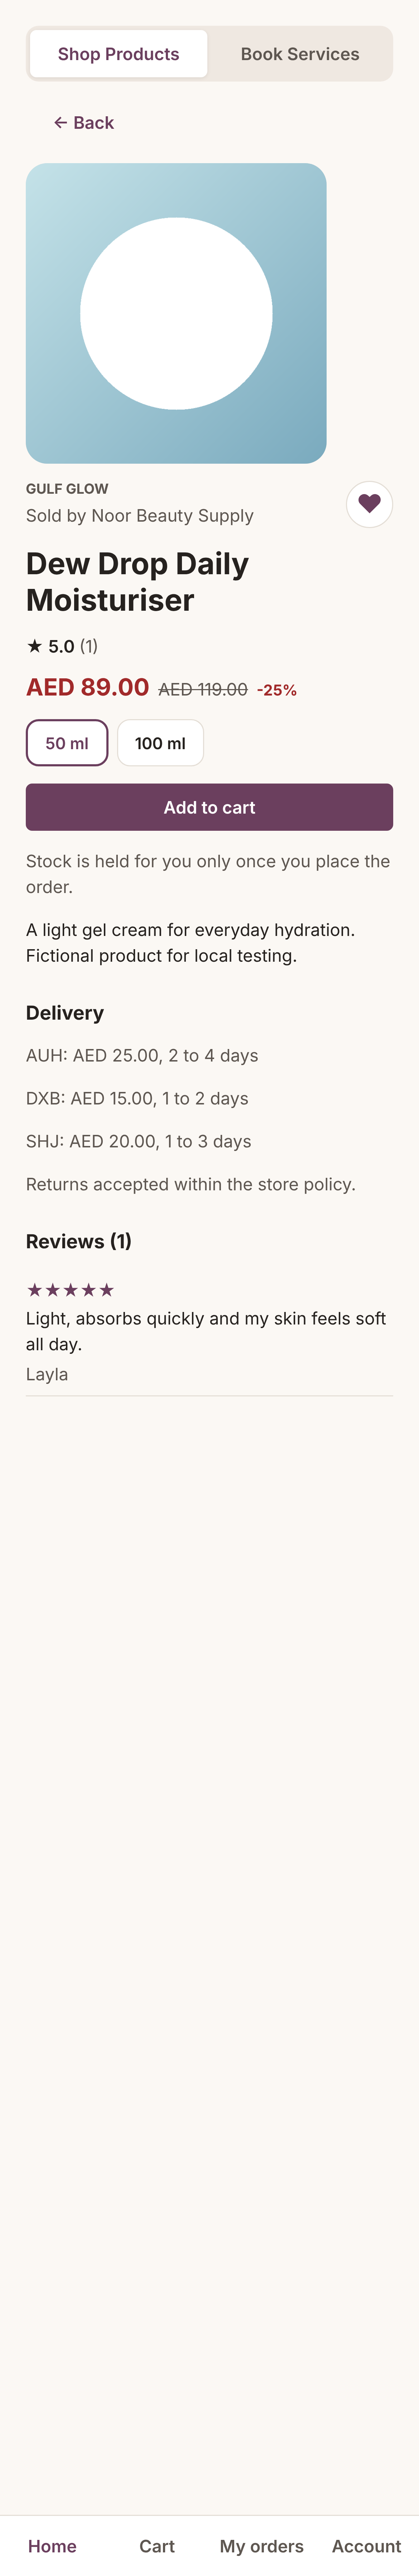 Shop Products
Book Services
← Back
GULF GLOW
Sold by Noor Beauty Supply
Dew Drop Daily
Moisturiser
★ 5.0 (1)
AED 89.00 AED 119.00 -25%
50 ml
100 ml
Add to cart
Stock is held for you only once you place the
order.
A light gel cream for everyday hydration.
Fictional product for local testing.
Delivery
AUH: AED 25.00, 2 to 4 days
DXB: AED 15.00, 1 to 2 days
SHJ: AED 20.00, 1 to 3 days
Returns accepted within the store policy.
Reviews (1)
★★★★★
Light, absorbs quickly and my skin feels soft
all day.
Layla
Home
Cart
My orders
Account